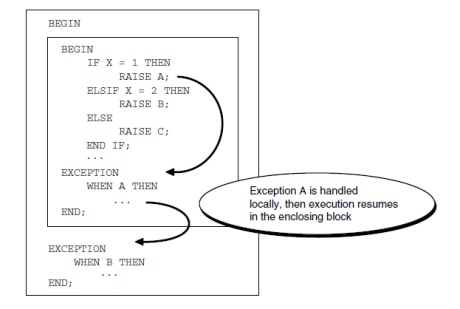 BEGIN
BEGIN
IF X = 1 THEN
RAISE A;
ELSIF X = 2 THEN
RAISE B;
ELSE
RAISE C;
END IF;
...
EXCEPTION
WHEN A THEN
...
END;
Exception A is handled
locally, then execution resumes
in the enclosing block
EXCEPTION
WHEN B THEN
...
END;